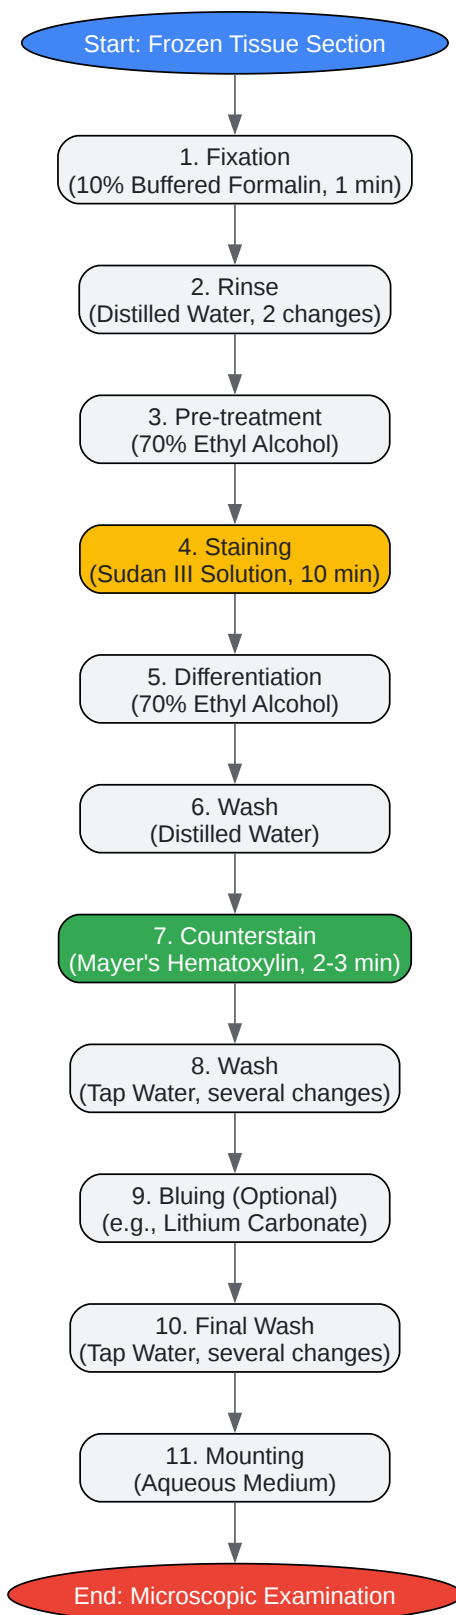 Start: Frozen Tissue Section
1. Fixation
(10% Buffered Formalin, 1 min)
2. Rinse
(Distilled Water, 2 changes)
3. Pre-treatment
(70% Ethyl Alcohol)
4. Staining
(Sudan III Solution, 10 min)
5. Differentiation
(70% Ethyl Alcohol)
6. Wash
(Distilled Water)
7. Counterstain
(Mayer's Hematoxylin, 2-3 min)
8. Wash
(Tap Water, several changes)
9. Bluing (Optional)
(e.g., Lithium Carbonate)
10. Final Wash
(Tap Water, several changes)
11. Mounting
(Aqueous Medium)
End: Microscopic Examination